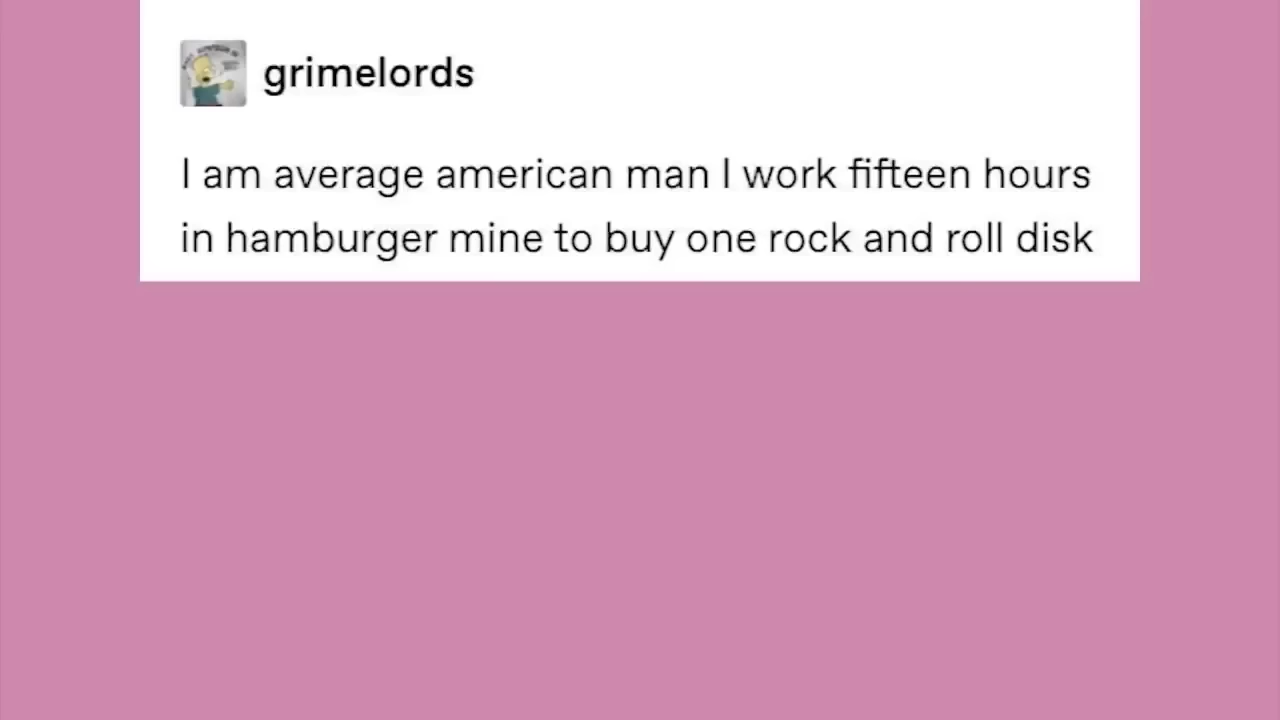 grimelords
I am average american man I work fifteen hours
in hamburger mine to buy one rock and roll disk